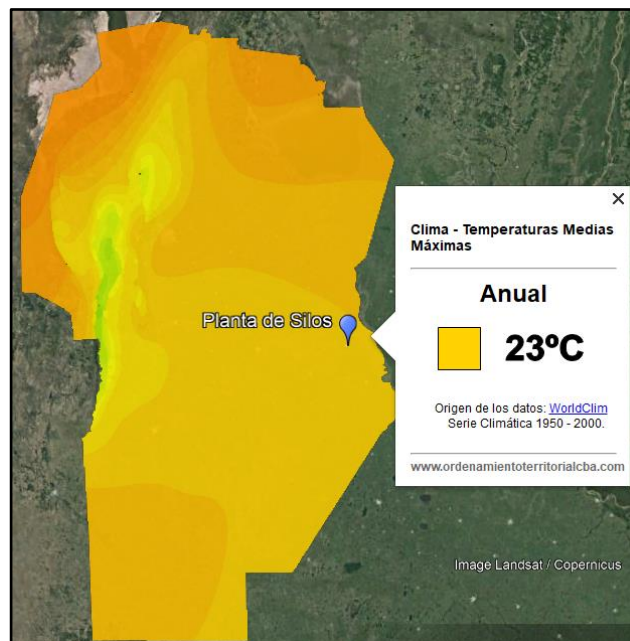 Clima - Temperaturas Medias
Máximas
Anual
Planta de Silos
23ºC
Origen de los datos: WorldClim
Serie Climática 1950 - 2000.
www.ordenamientoterritorialcba.com
Image Landsat / Copernicus